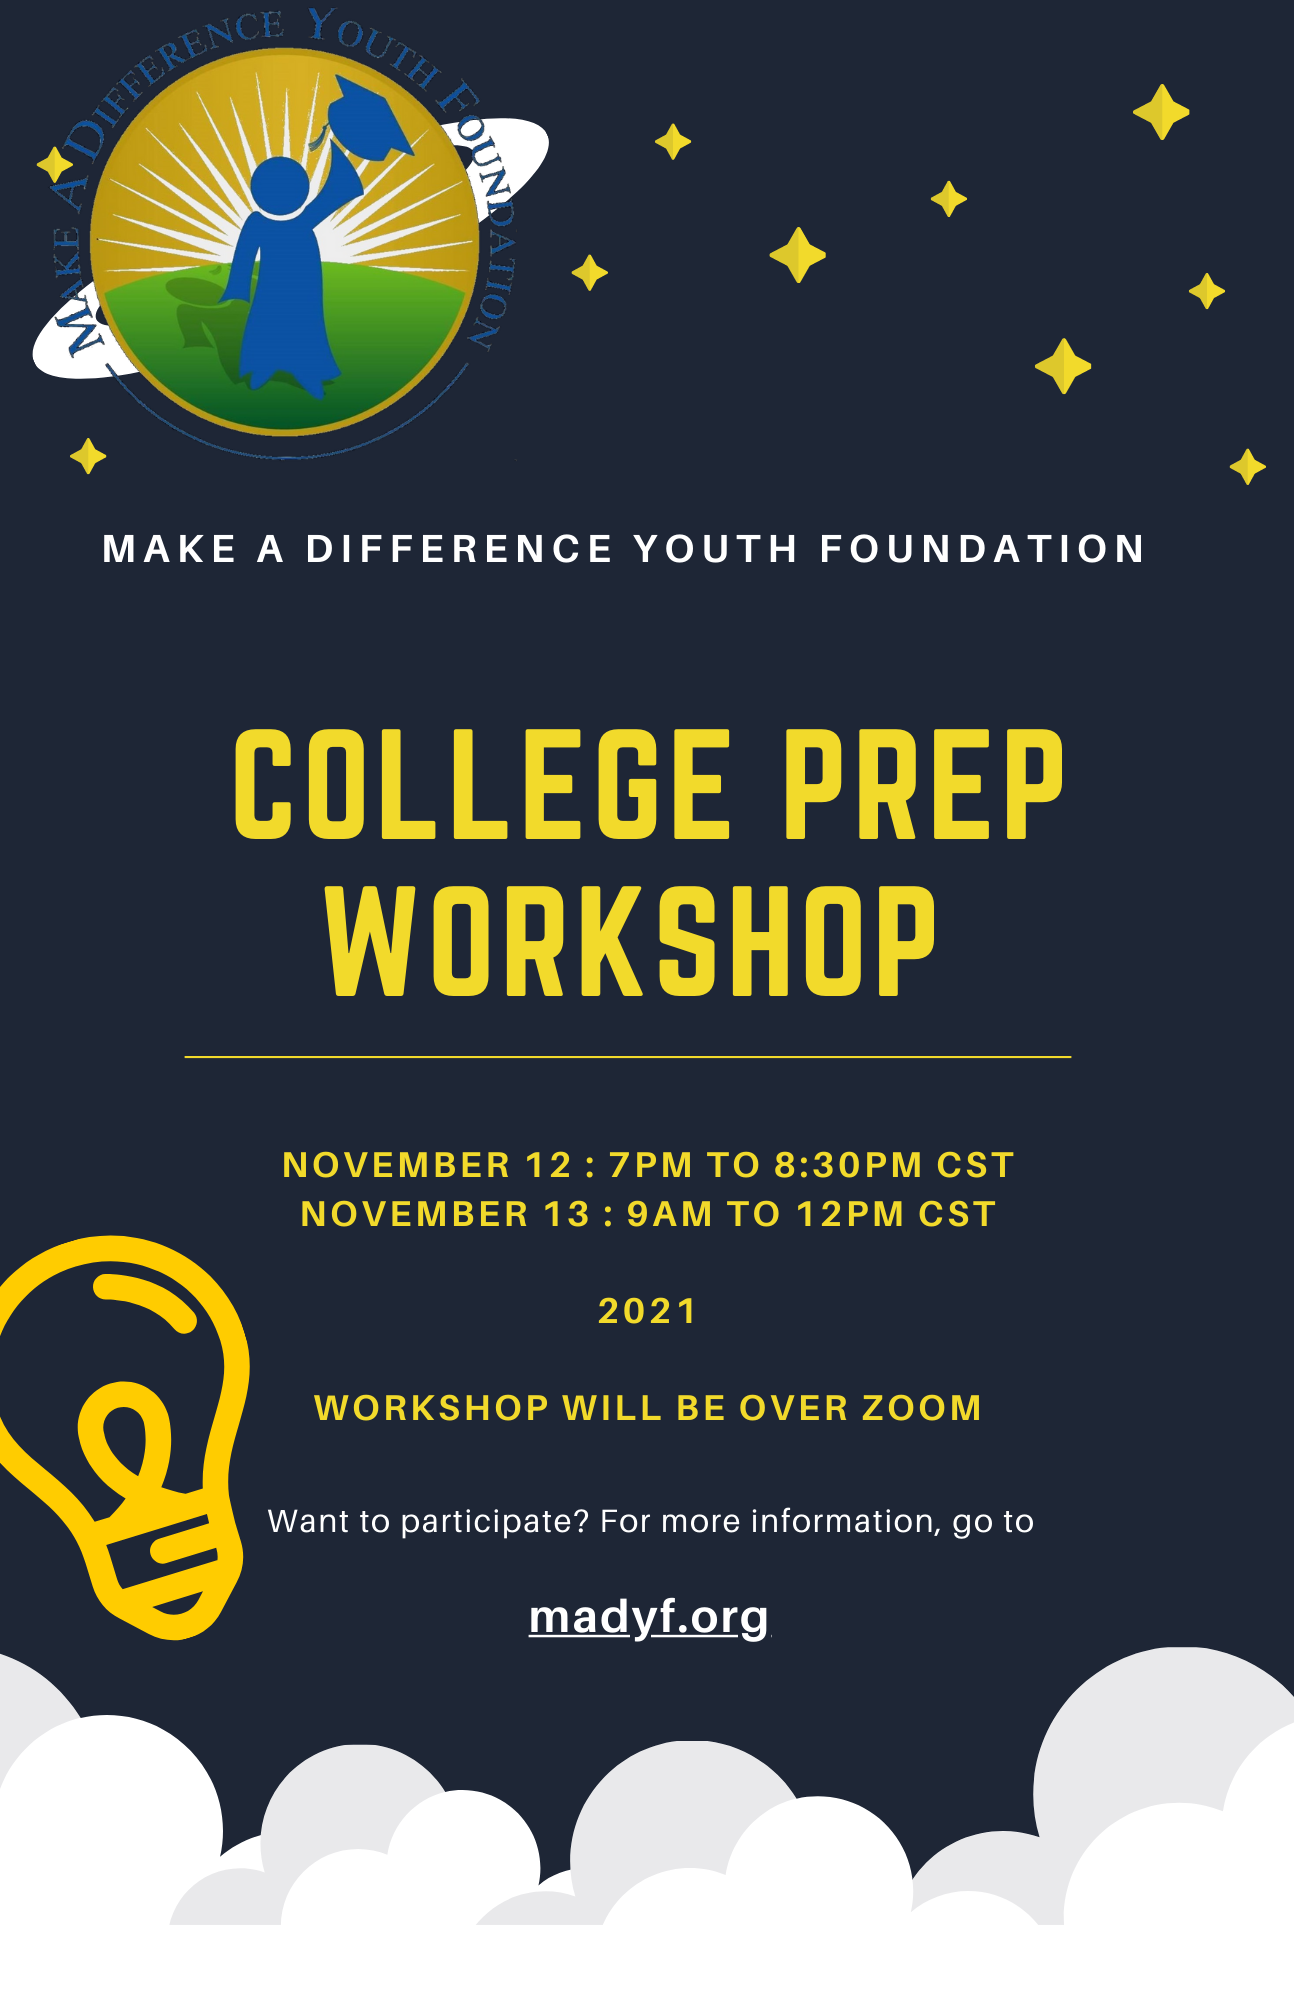 MAKE A DIFFERENCE YOUTH FOUNDATION
MAKE A DIFFERENCE YOUTH FOUNDATION
COLLEGE PREP
WORKSHOP
NOVEMBER 12 : 7PM TO 8:30PM CST
NOVEMBER 13 : 9AM TO 12PM CST
2021
WORKSHOP WILL BE OVER ZOOM
Want to participate? For more information, go to
madyf.org